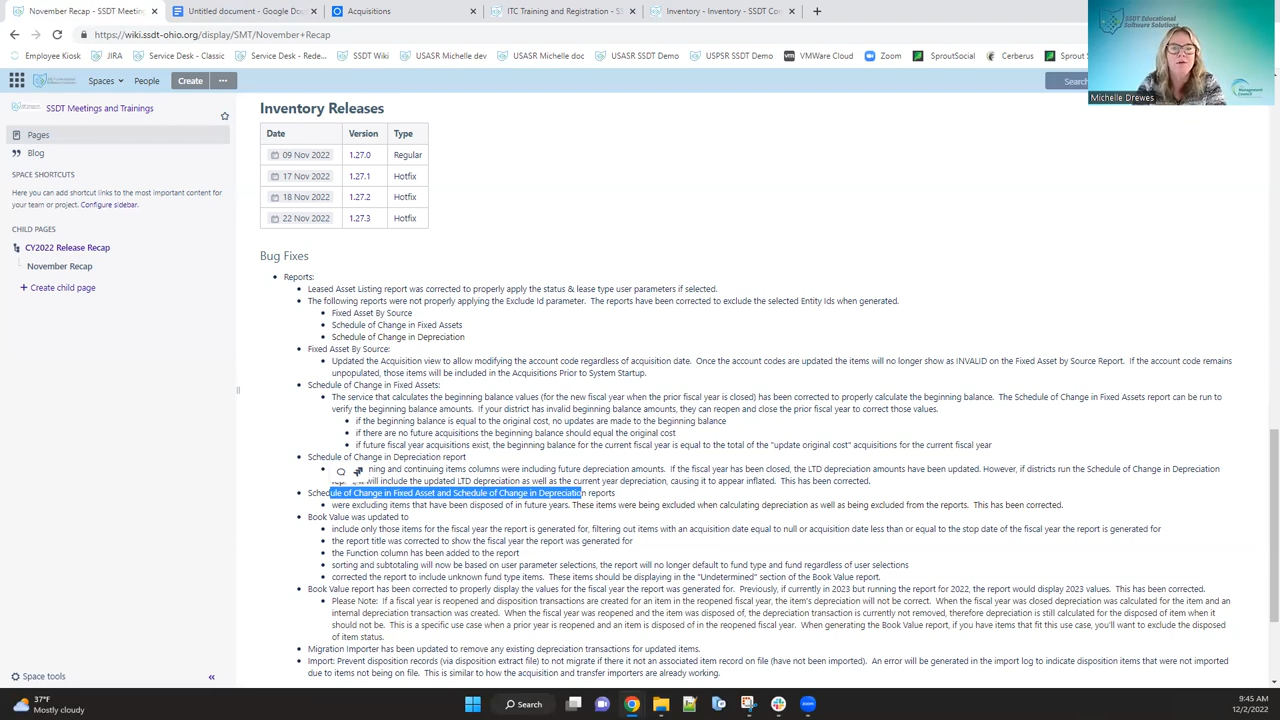 November Recap - SSDT Meeting
Untitled document - Google Do
Acquisitions
ITC Training and Registration - SS
Inventory - Inventory - SSDT Co
https://wiki.ssdt-ohio.org/display/SMT/November+Recap
Employee Kiosk
JIRA
Service Desk - Classic
Service Desk - Rede...
SSDT Wiki
USASR Michelle dev
USASR Michelle doc
USASR SSDT Demo
USPSR SSDT Demo
VMWare Cloud
Zoom
SproutSocial
Cerberus
Sprout
SSDT Educational
Software Solutions
Management
Council
Michelle Drewes
Spaces
People
Create
Search
SSDT Meetings and Trainings
Pages
Blog
SPACE SHORTCUTS
Here you can add shortcut links to the most important content for
your team or project. Configure sidebar.
CHILD PAGES
CY2022 Release Recap
November Recap
+ Create child page
Space tools
Inventory Releases
Date Version Type
09 Nov 2022 1.27.0 Regular
17 Nov 2022 1.27.1 Hotfix
18 Nov 2022 1.27.2 Hotfix
22 Nov 2022 1.27.3 Hotfix
Bug Fixes
Reports:
Leased Asset Listing report was corrected to properly apply the status & lease type user parameters if selected.
The following reports were not properly applying the Exclude Id parameter. The reports have been corrected to exclude the selected Entity Ids when generated.
Fixed Asset By Source
Schedule of Change in Fixed Assets
Schedule of Change in Depreciation
Fixed Asset By Source:
Updated the Acquisition view to allow modifying the account code regardless of acquisition date. Once the account codes are updated the items will no longer show as INVALID on the Fixed Asset by Source Report. If the account code remains
unpopulated, those items will be included in the Acquisitions Prior to System Startup.
Schedule of Change in Fixed Assets:
The service that calculates the beginning balance values (for the new fiscal year when the prior fiscal year is closed) has been corrected to properly calculate the beginning balance. The Schedule of Change in Fixed Assets report can be run to
verify the beginning balance amounts. If your district has invalid beginning balance amounts, they can reopen and close the prior fiscal year to correct those values.
if the beginning balance is equal to the original cost, no updates are made to the beginning balance
if there are no future acquisitions the beginning balance should equal the original cost
if future fiscal year acquisitions exist, the beginning balance for the current fiscal year is equal to the total of the "update original cost" acquisitions for the current fiscal year
Schedule of Change in Depreciation report
ning and continuing items columns were including future depreciation amounts. If the fiscal year has been closed, the LTD depreciation amounts have been updated. However, if districts run the Schedule of Change in Depreciation
will include the updated LTD depreciation as well as the current year depreciation, causing it to appear inflated. This has been corrected.
Schedule of Change in Fixed Asset and Schedule of Change in Depreciation reports
were excluding items that have been disposed of in future years. These items were being excluded when calculating depreciation as well as being excluded from the reports. This has been corrected.
Book Value was updated to
include only those items for the fiscal year the report is generated for, filtering out items with an acquisition date equal to null or acquisition date less than or equal to the stop date of the fiscal year the report is generated for
the report title was corrected to show the fiscal year the report was generated for
the Function column has been added to the report
sorting and subtotaling will now be based on user parameter selections, the report will no longer default to fund type and fund regardless of user selections
corrected the report to include unknown fund type items. These items should be displaying in the "Undetermined" section of the Book Value report.
Book Value report has been corrected to properly display the values for the fiscal year the report was generated for. Previously, if currently in 2023 but running the report for 2022, the report would display 2023 values. This has been corrected.
Please Note: If a fiscal year is reopened and disposition transactions are created for an item in the reopened fiscal year, the item's depreciation will not be correct. When the fiscal year was closed depreciation was calculated for the item and an
internal depreciation transaction was created. When the fiscal year was reopened and the item was disposed of, the depreciation transaction is currently not removed, therefore depreciation is still calculated for the disposed of item when it
should not be. This is a specific use case when a prior year is reopened and an item is disposed of in the reopened fiscal year. When generating the Book Value report, if you have items that fit this use case, you'll want to exclude the disposed
of item status.
Migration Importer has been updated to remove any existing depreciation transactions for updated items.
Import: Prevent disposition records (via disposition extract file) to not migrate if there it not an associated item record on file (have not been imported). An error will be generated in the import log to indicate disposition items that were not imported
due to items not being on file. This is similar to how the acquisition and transfer importers are already working.
37°F
Mostly cloudy
Search
9:45 AM
12/2/2022